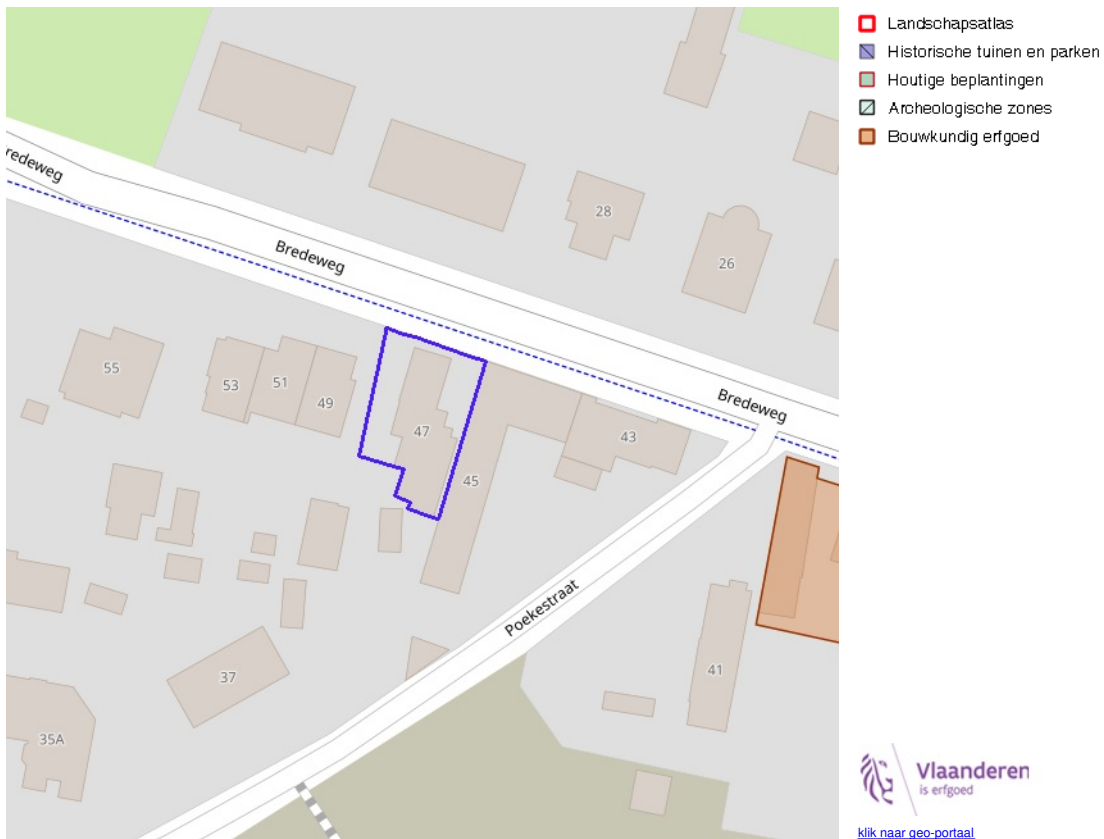 Landschapsatlas
Historische tuinen en parken
Houtige beplantingen
Archeologische zones
Bouwkundig erfgoed
redeweg
Bredeweg
28
26
55
53
51
49
47
45
43
Bredeweg
Poekestraat
37
41
35A
Vlaanderen
is erfgoed
klik naar geo-portaal